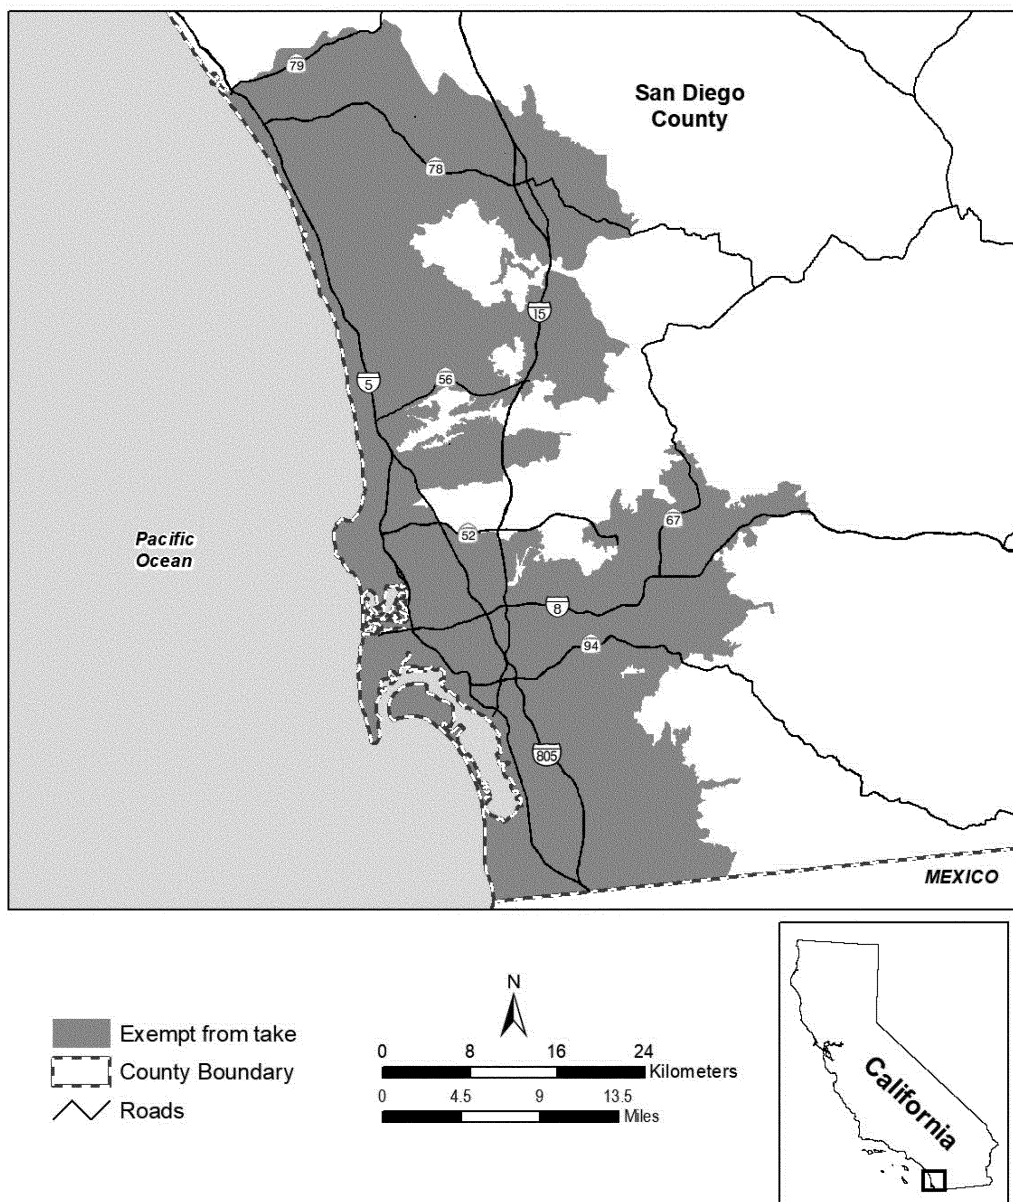 San Diego
County
79
78
15
5
56
67
52
Pacific
Ocean
8
94
805
MEXICO
N
Exempt from take
County Boundary
Roads
0 8 16 24
Kilometers
0 4.5 9 13.5
Miles
California